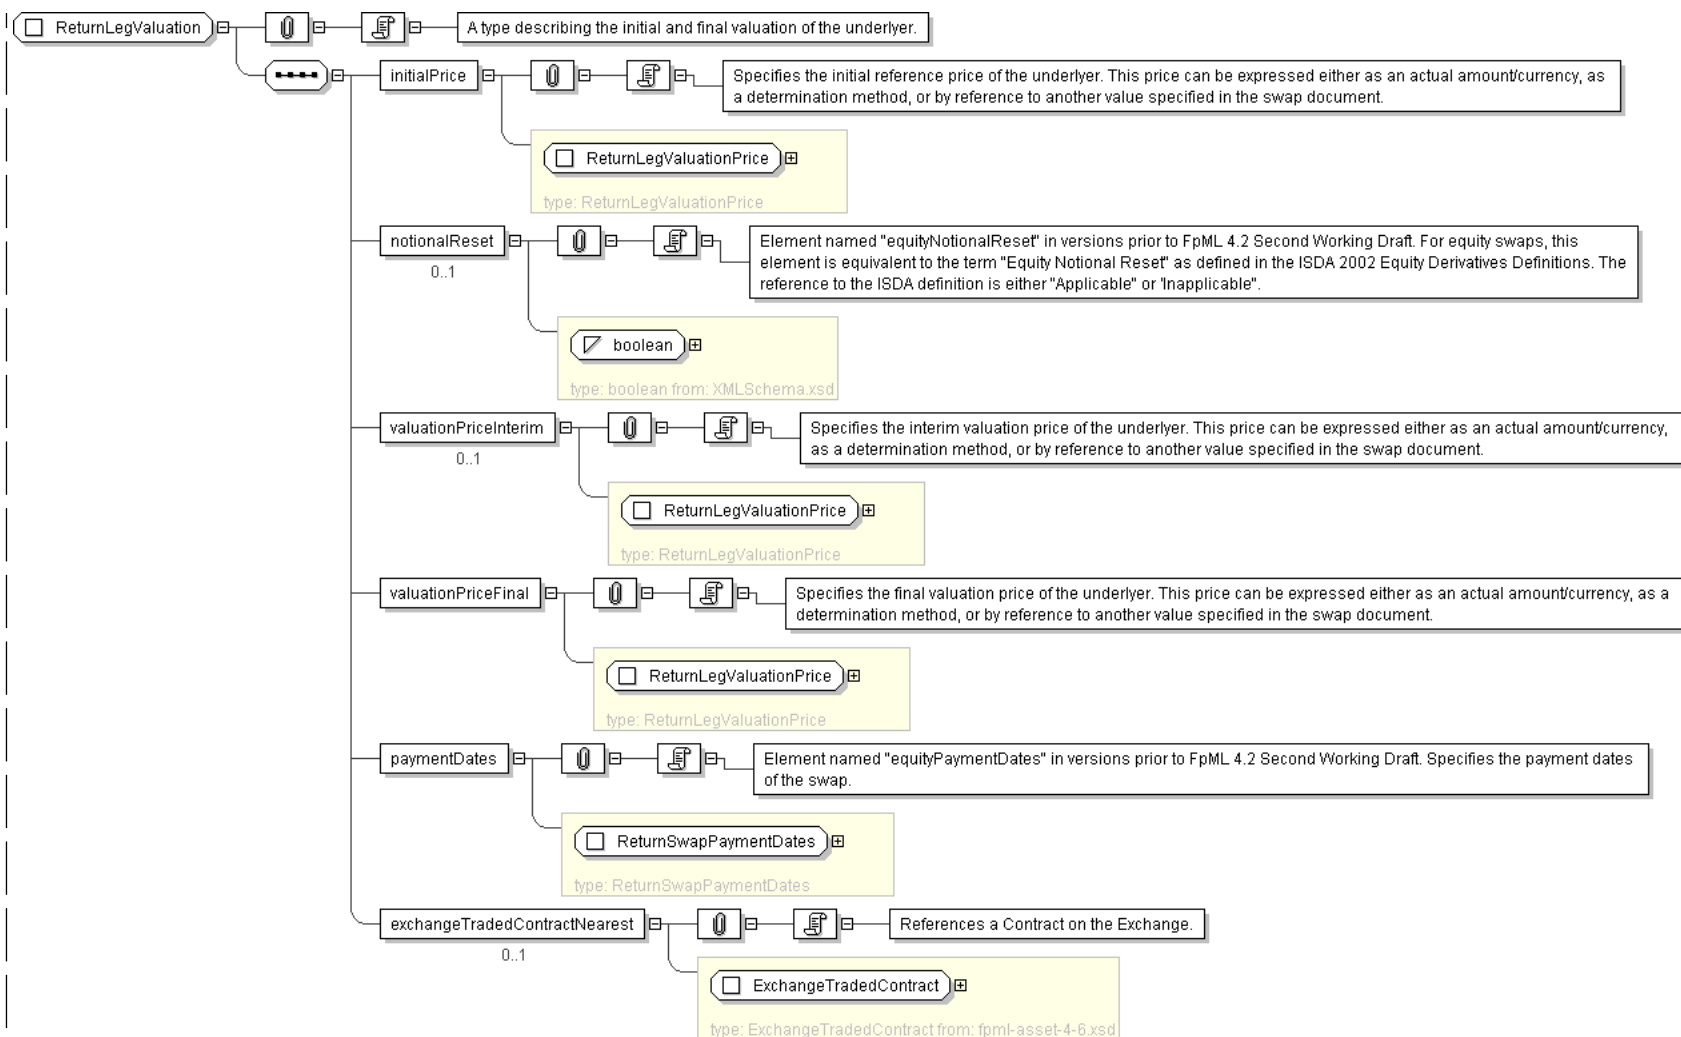 ReturnLegValuation
A type describing the initial and final valuation of the underlyer.
initialPrice
Specifies the initial reference price of the underlyer. This price can be expressed either as an actual amount/currency, as
a determination method, or by reference to another value specified in the swap document.
ReturnLegValuationPrice
type: ReturnLegValuationPrice
notionalReset
0..1
Element named "equityNotionalReset" in versions prior to FpML 4.2 Second Working Draft. For equity swaps, this
element is equivalent to the term "Equity Notional Reset" as defined in the ISDA 2002 Equity Derivatives Definitions. The
reference to the ISDA definition is either "Applicable" or 'Inapplicable".
boolean
type: boolean from: XMLSchema.xsd
valuationPriceInterim
0..1
Specifies the interim valuation price of the underlyer. This price can be expressed either as an actual amount/currency,
as a determination method, or by reference to another value specified in the swap document.
ReturnLegValuationPrice
type: ReturnLegValuationPrice
valuationPriceFinal
Specifies the final valuation price of the underlyer. This price can be expressed either as an actual amount/currency, as a
determination method, or by reference to another value specified in the swap document.
ReturnLegValuationPrice
type: ReturnLegValuationPrice
paymentDates
Element named "equityPaymentDates" in versions prior to FpML 4.2 Second Working Draft. Specifies the payment dates
of the swap.
ReturnSwapPaymentDates
type: ReturnSwapPaymentDates
exchangeTradedContractNearest
0..1
References a Contract on the Exchange.
ExchangeTradedContract
type: ExchangeTradedContract from: fpml-asset-4-6.xsd